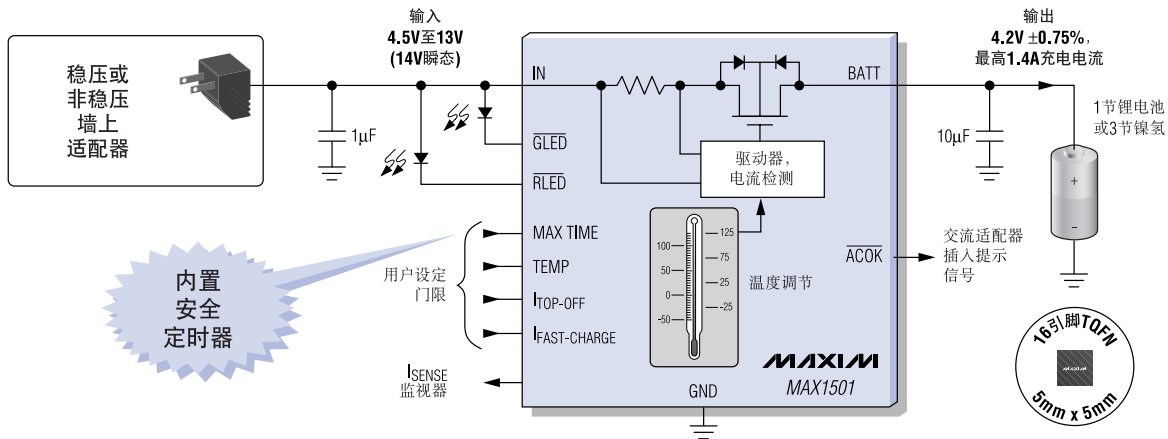 稳压或
非稳压
墙上
适配器
1μF
输入
4.5V至13V
(14V瞬态)
IN
GLED
RLED
MAX TIME
TEMP
ITOP-OFF
IFAST-CHARGE
用户设定
门限
内置
安全
定时器
ISENSE
监视器
驱动器，
电流检测
100
50
0
-50
125
75
25
-25
温度调节
MAXIM
MAX1501
GND
BATT
ACOK
输出
4.2V ±0.75%，
最高1.4A充电电流
10μF
1节锂电池
或3节镍氢
+
-
交流适配器
插入提示
信号
16引脚TQFN
MAXIM
5mm x 5mm